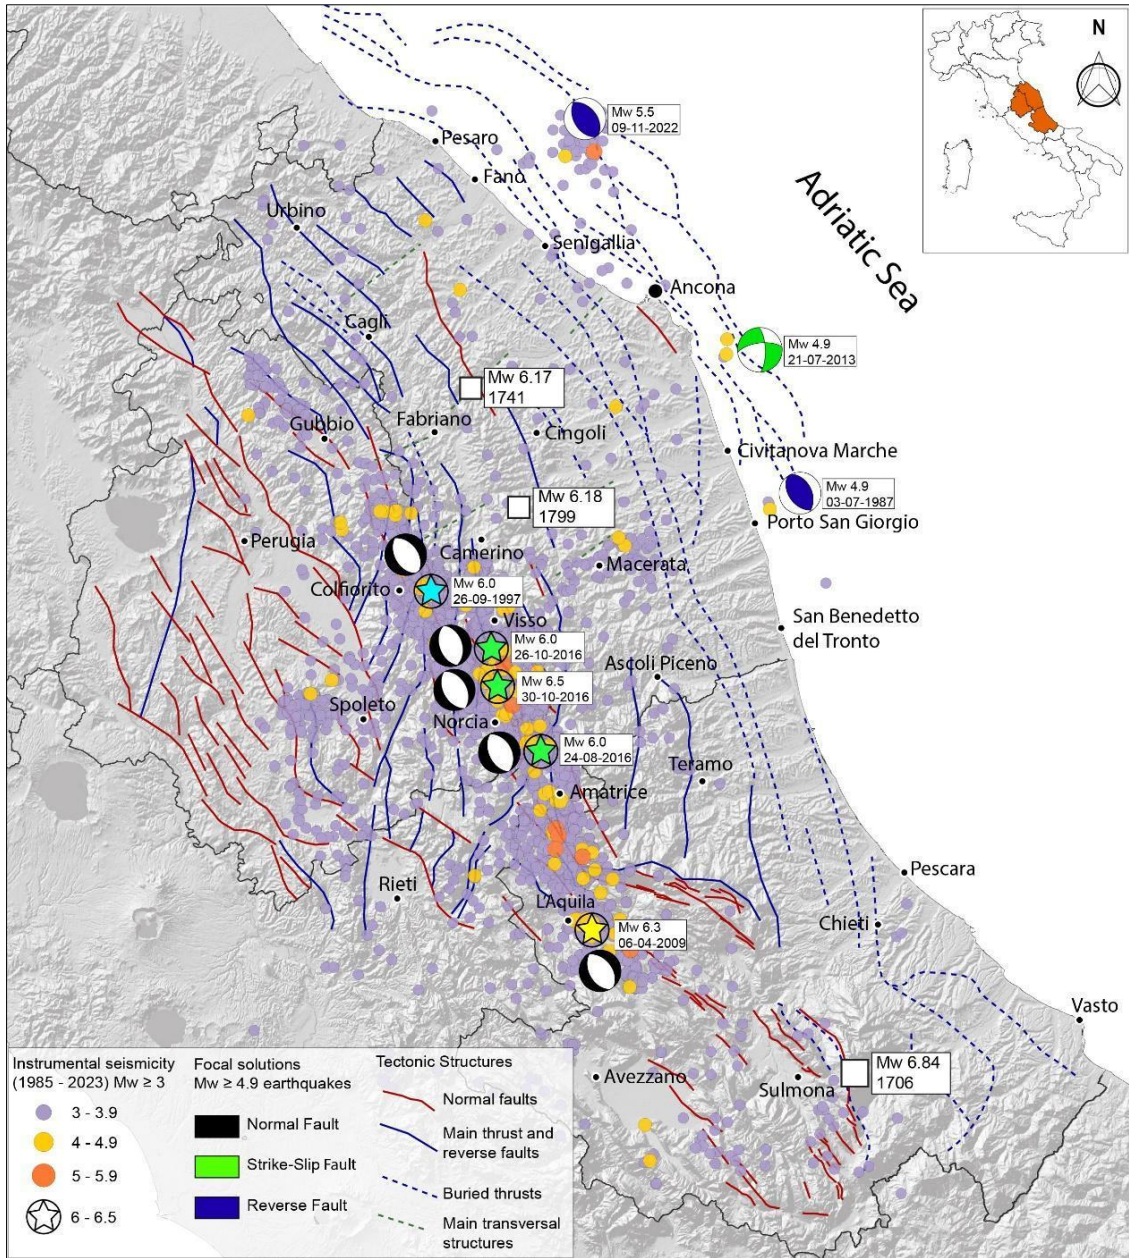 N
Mw 5.5
09-11-2022
Pesaro
Fano
Adriatic Sea
Urbino
Senigallia
Ancona
Cagli
Mw 4.9
21-07-2013
Mw 6.17
1741
Gubbio
Fabriano
Cingoli
Civitanova Marche
Mw 4.9
03-07-1987
Mw 6.18
1799
Porto San Giorgio
Perugia
Camerino
Macerata
Colfiorito
Mw 6.0
26-09-1997
Visso
San Benedetto
del Tronto
Mw 6.0
26-10-2016
Ascoli Piceno
Mw 6.5
30-10-2016
Spoleto
Norcia
Mw 6.0
24-08-2016
Teramo
Amatrice
Rieti
Pescara
L'Aquila
Chieti
Mw 6.3
06-04-2009
Vasto
Avezzano
Sulmona
Mw 6.84
1706
Instrumental seismicity
(1985 - 2023) Mw ≥ 3
3 - 3.9
4 - 4.9
5 - 5.9
6 - 6.5
Focal solutions
Mw ≥ 4.9 earthquakes
Normal Fault
Strike-Slip Fault
Reverse Fault
Tectonic Structures
Normal faults
Main thrust and
reverse faults
Buried thrusts
Main transversal
structures